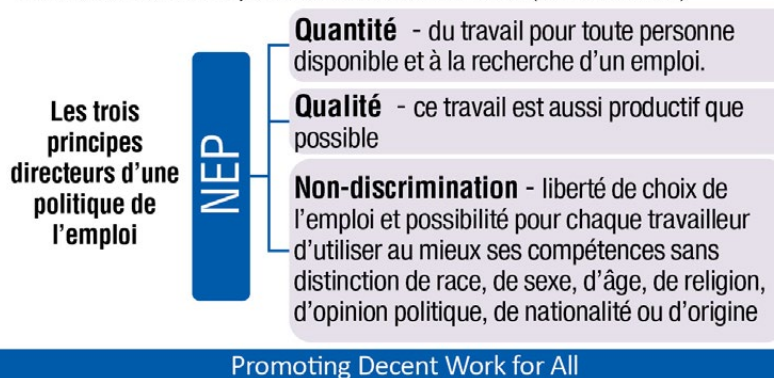 Les trois
principes
directeurs d'une
politique de
l'emploi
NEP
Quantité - du travail pour toute personne
disponible et à la recherche d'un emploi.
Qualité - ce travail est aussi productif que
possible
Non-discrimination - liberté de choix de
l'emploi et possibilité pour chaque travailleur
d'utiliser au mieux ses compétences sans
distinction de race, de sexe, d'âge, de religion,
d'opinion politique, de nationalité ou d'origine
Promoting Decent Work for All